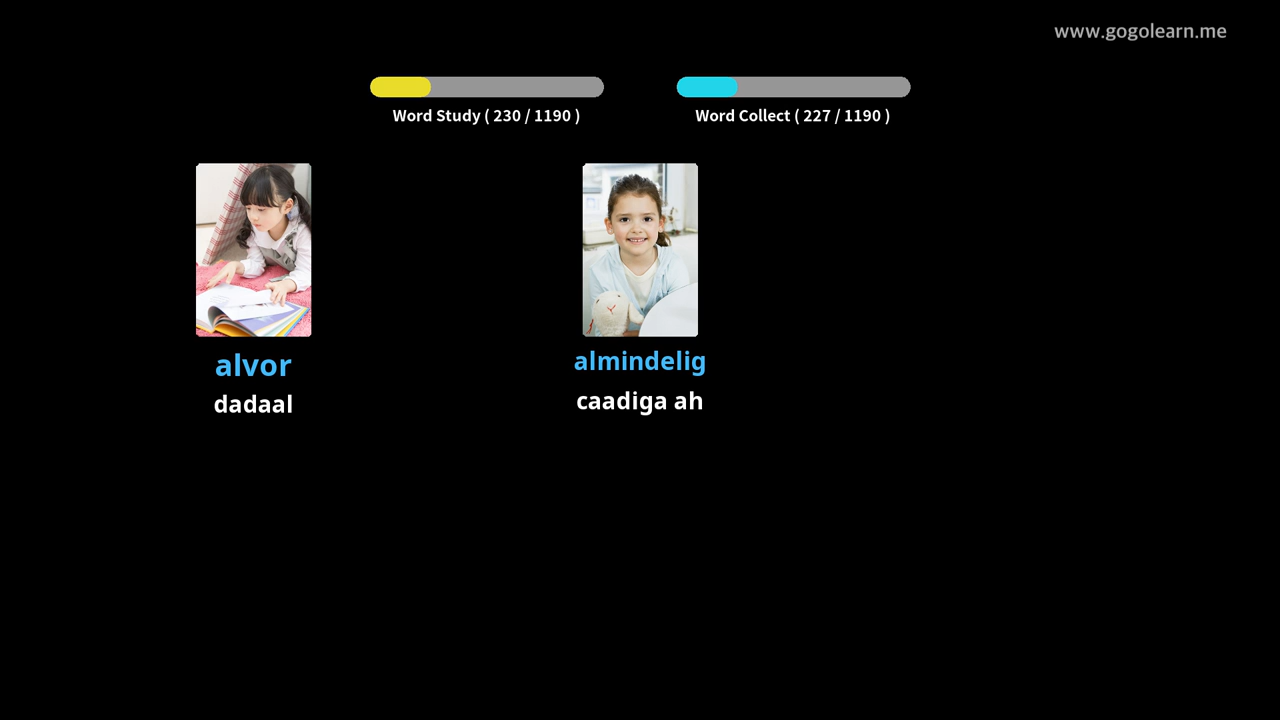 www.gogolearn.me
Word Study ( 230 / 1190 )
Word Collect ( 227 / 1190 )
alvor
dadaal
almindelig
caadiga ah